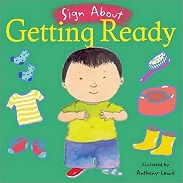 Sign About
Getting Ready
illustrated by
Anthony Lewis